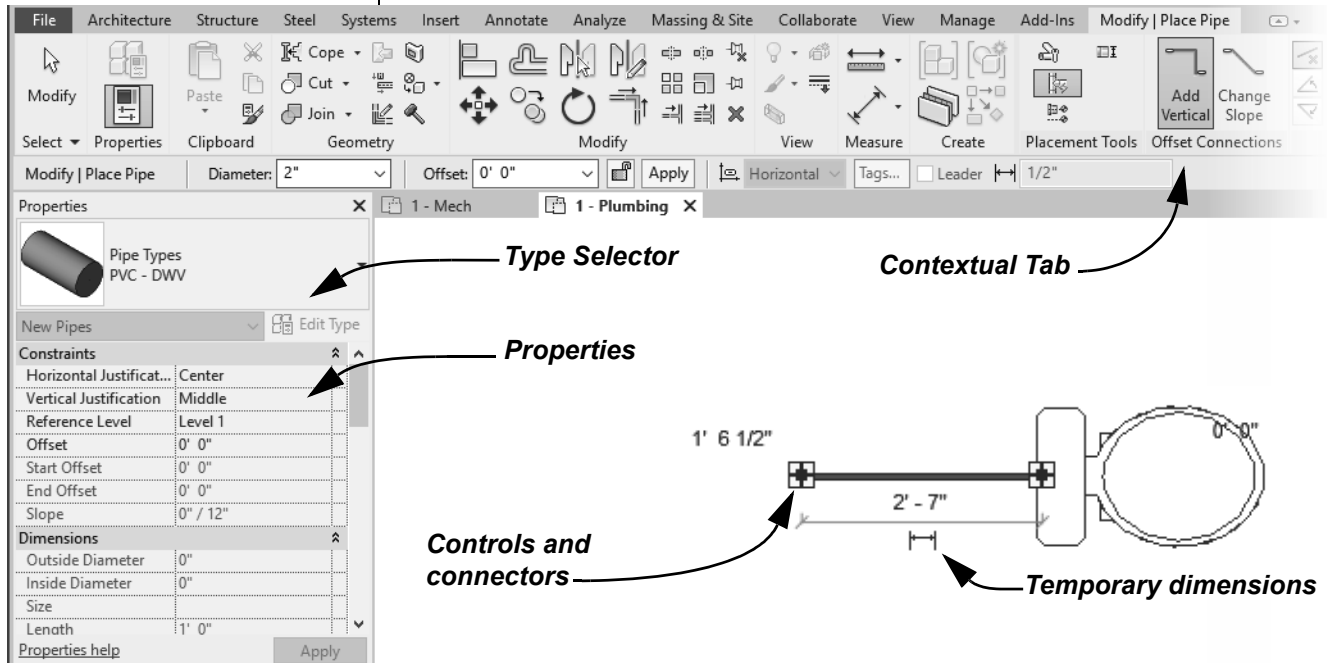 File Architecture Structure Steel Systems Insert Annotate Analyze Massing & Site Collaborate View Manage Add-Ins Modify | Place Pipe
Modify Paste Cope Cut Join Add Vertical Change Slope
Select Properties Clipboard Geometry Modify View Measure Create Placement Tools Offset Connections
Modify | Place Pipe Diameter: 2" Offset: 0' 0" Apply Horizontal Tags... Leader 1/2"
Properties X 1 - Mech 1 - Plumbing X
Pipe Types
PVC - DWV
Type Selector
Contextual Tab
New Pipes Edit Type
Constraints
Properties
Horizontal Justificat... Center
Vertical Justification Middle
Reference Level Level 1
Offset 0' 0"
Start Offset 0' 0"
End Offset 0' 0"
Slope 0" / 12"
Dimensions
Outside Diameter 0"
Inside Diameter 0"
Size
Length 1' 0"
Properties help Apply
1' 6 1/2"
0' 0"
2' - 7"
Controls and
connectors
Temporary dimensions